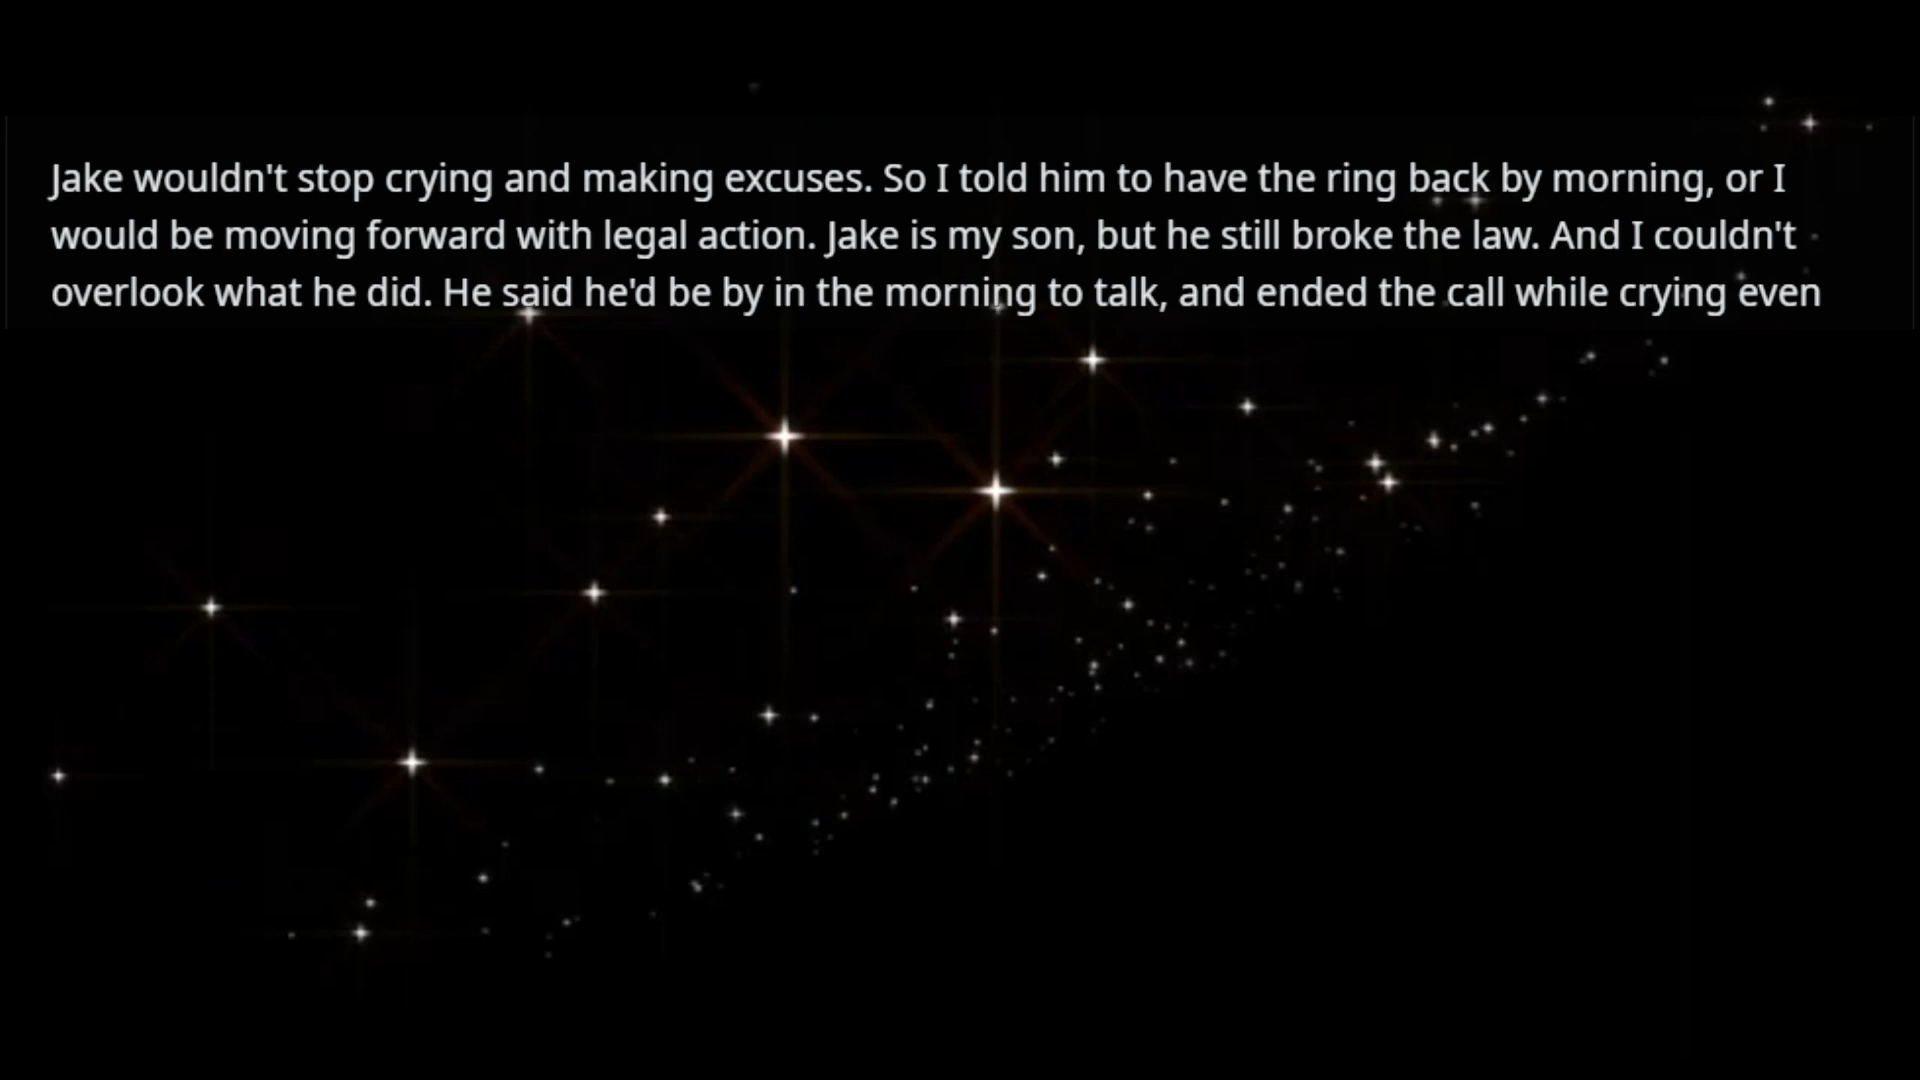 Jake wouldn't stop crying and making excuses. So I told him to have the ring back by morning, or I
would be moving forward with legal action. Jake is my son, but he still broke the law. And I couldn't
overlook what he did. He said he'd be by in the morning to talk, and ended the call while crying even